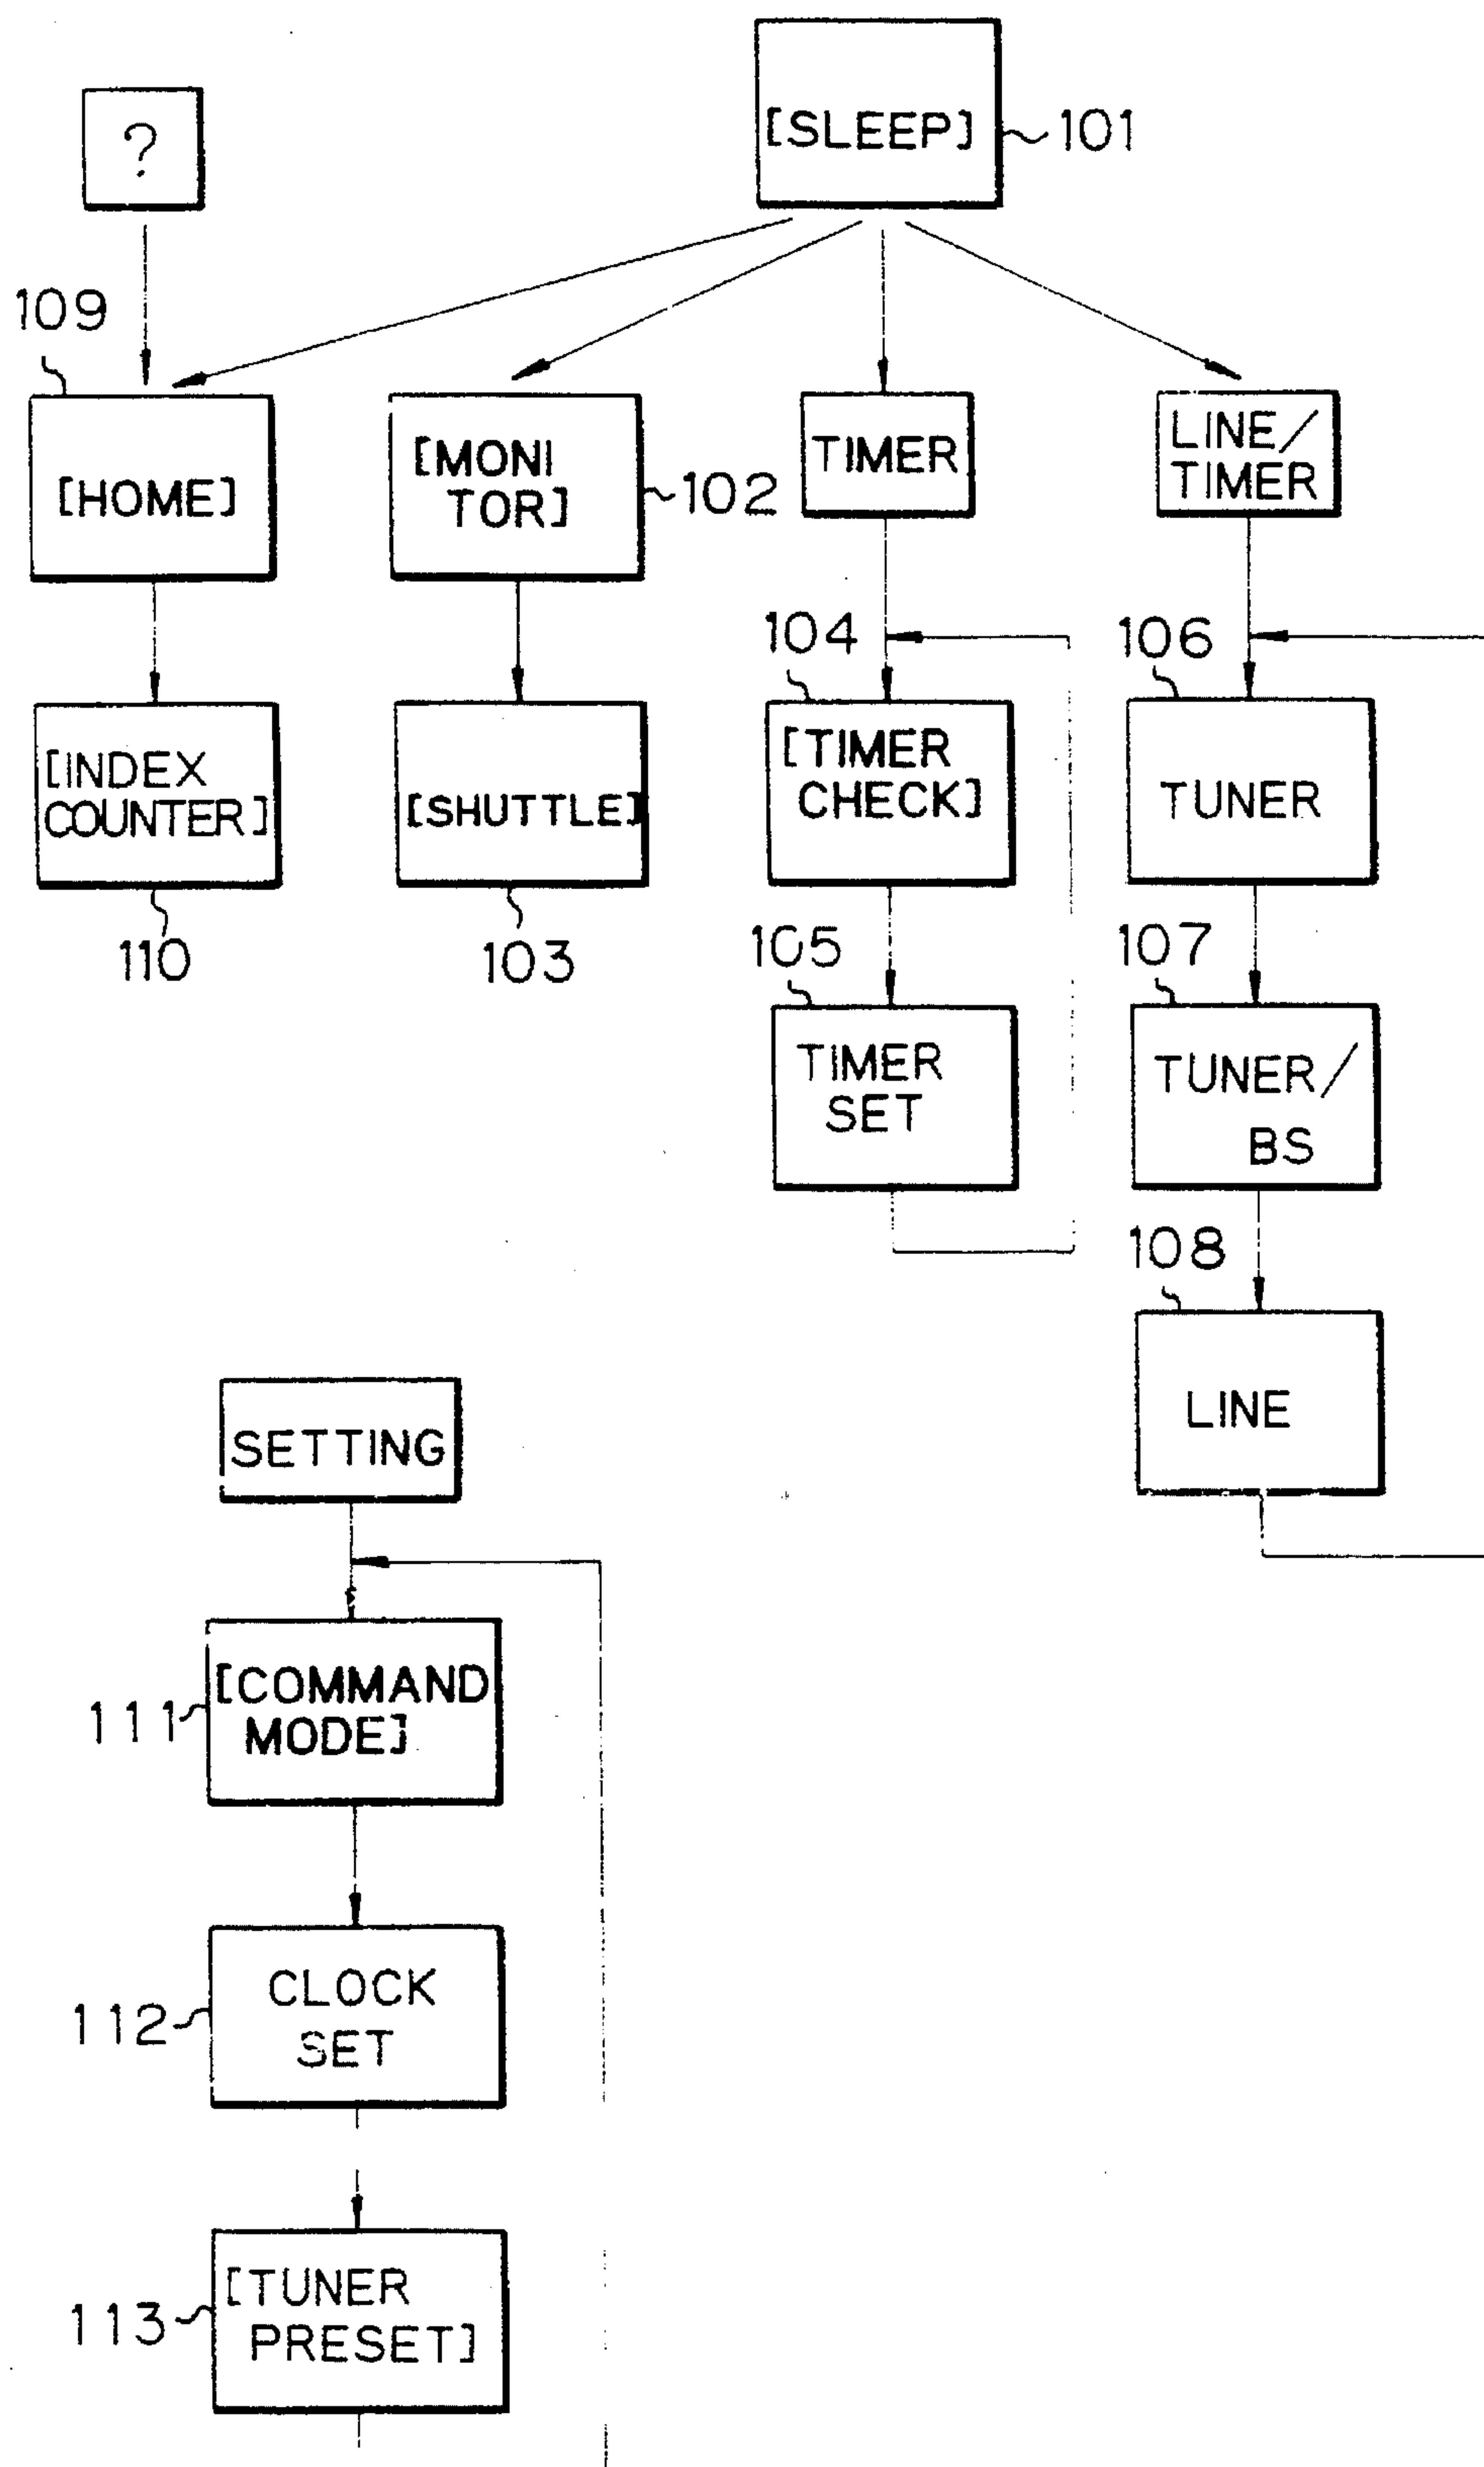 [SLEEP]
101
?
109
[HOME]
[MONI
TOR]
102
TIMER
LINE/
TIMER
104
106
[INDEX
COUNTER]
[SHUTTLE]
[TIMER
CHECK]
TUNER
110
103
105
107
TIMER
SET
TUNER/
BS
108
LINE
SETTING
111
[COMMAND
MODE]
112
CLOCK
SET
113
[TUNER
PRESET]